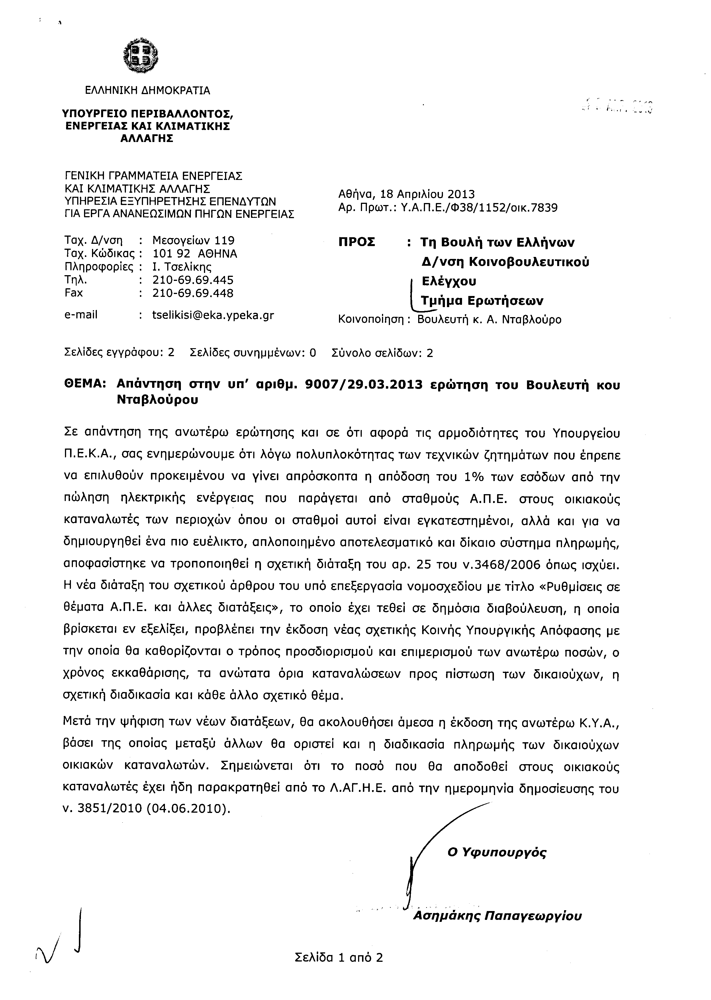 ΕΛΛΗΝΙΚΗ ΔΗΜΟΚΡΑΤΙΑ
ΥΠΟΥΡΓΕΙΟ ΠΕΡΙΒΑΛΛΟΝΤΟΣ,
ΕΝΕΡΓΕΙΑΣ ΚΑΙ ΚΛΙΜΑΤΙΚΗΣ
ΑΛΛΑΓΗΣ
ΓΕΝΙΚΗ ΓΡΑΜΜΑΤΕΙΑ ΕΝΕΡΓΕΙΑΣ
ΚΑΙ ΚΛΙΜΑΤΙΚΗΣ ΑΛΛΑΓΗΣ
ΥΠΗΡΕΣΙΑ ΕΞΥΠΗΡΕΤΗΣΗΣ ΕΠΕΝΔΥΤΩΝ
ΓΙΑ ΕΡΓΑ ΑΝΑΝΕΩΣΙΜΩΝ ΠΗΓΩΝ ΕΝΕΡΓΕΙΑΣ
Αθήνα, 18 Απριλίου 2013
Αρ. Πρωτ.: Υ.Α.Π.Ε./Φ38/1152/οικ.7839
Ταχ. Δ/νση : Μεσογείων 119
Ταχ. Κώδικας : 101 92 ΑΘΗΝΑ
Πληροφορίες : Ι. Τσελίκης
Τηλ. : 210-69.69.445
Fax : 210-69.69.448
e-mail : tselikisi@eka.ypeka.gr
ΠΡΟΣ : Τη Βουλή των Ελλήνων
Δ/νση Κοινοβουλευτικού
Ελέγχου
Τμήμα Ερωτήσεων
Κοινοποίηση : Βουλευτή κ. Α. Νταβλούρο
Σελίδες εγγράφου: 2 Σελίδες συνημμένων: 0 Σύνολο σελίδων: 2
ΘΕΜΑ: Απάντηση στην υπ' αριθμ. 9007/29.03.2013 ερώτηση του Βουλευτή κου
Νταβλούρου
Σε απάντηση της ανωτέρω ερώτησης και σε ότι αφορά τις αρμοδιότητες του Υπουργείου
Π.Ε.Κ.Α., σας ενημερώνουμε ότι λόγω πολυπλοκότητας των τεχνικών ζητημάτων που έπρεπε
να επιλυθούν προκειμένου να γίνει απρόσκοπτα η απόδοση του 1% των εσόδων από την
πώληση ηλεκτρικής ενέργειας που παράγεται από σταθμούς Α.Π.Ε. στους οικιακούς
καταναλωτές των περιοχών όπου οι σταθμοί αυτοί είναι εγκατεστημένοι, αλλά και για να
δημιουργηθεί ένα πιο ευέλικτο, απλοποιημένο αποτελεσματικό και δίκαιο σύστημα πληρωμής,
αποφασίστηκε να τροποποιηθεί η σχετική διάταξη του αρ. 25 του ν.3468/2006 όπως ισχύει.
Η νέα διάταξη του σχετικού άρθρου του υπό επεξεργασία νομοσχεδίου με τίτλο «Ρυθμίσεις σε
θέματα Α.Π.Ε. και άλλες διατάξεις», το οποίο έχει τεθεί σε δημόσια διαβούλευση, η οποία
βρίσκεται εν εξελίξει, προβλέπει την έκδοση νέας σχετικής Κοινής Υπουργικής Απόφασης με
την οποία θα καθορίζονται ο τρόπος προσδιορισμού και επιμερισμού των ανωτέρω ποσών, ο
χρόνος εκκαθάρισης, τα ανώτατα όρια καταναλώσεων προς πίστωση των δικαιούχων, η
σχετική διαδικασία και κάθε άλλο σχετικό θέμα.
Μετά την ψήφιση των νέων διατάξεων, θα ακολουθήσει άμεσα η έκδοση της ανωτέρω Κ.Υ.Α.,
βάσει της οποίας μεταξύ άλλων θα οριστεί και η διαδικασία πληρωμής των δικαιούχων
οικιακών καταναλωτών. Σημειώνεται ότι το ποσό που θα αποδοθεί στους οικιακούς
καταναλωτές έχει ήδη παρακρατηθεί από το Λ.ΑΓ.Η.Ε. από την ημερομηνία δημοσίευσης του
ν. 3851/2010 (04.06.2010).
Ο Υφυπουργός
Ασημάκης Παπαγεωργίου
Σελίδα 1 από 2